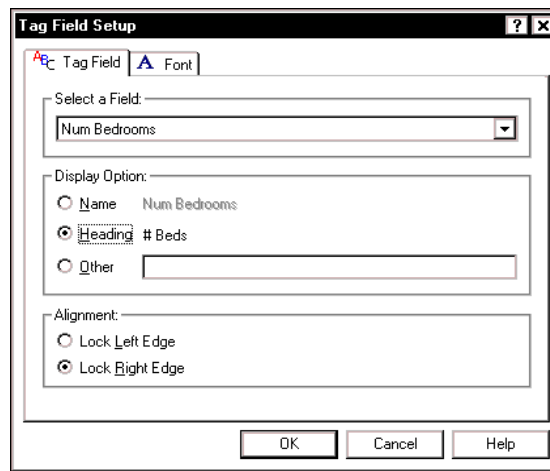 Tag Field Setup ? X
ABC Tag Field A Font
Select a Field:
Num Bedrooms
Display Option:
Name Num Bedrooms
Heading # Beds
Other
Alignment:
Lock Left Edge
Lock Right Edge
OK Cancel Help